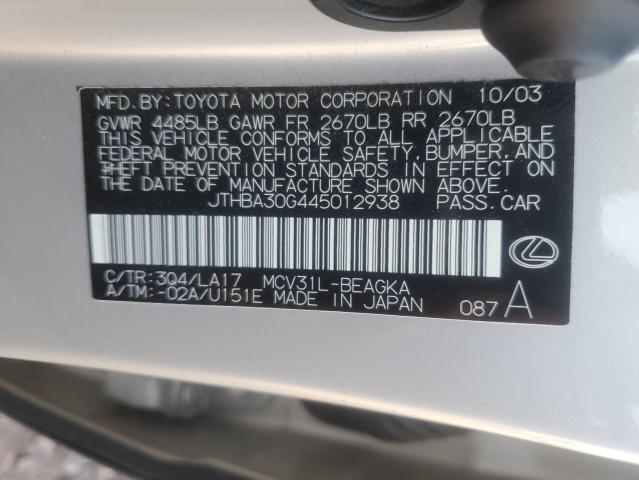 MFD.BY:TOYOTA MOTOR CORPORATION 10/03
GVWR 4485LB GAWR FR 2670LB RR 2670LB
THIS VEHICLE CONFORMS TO ALL APPLICABLE
FEDERAL MOTOR VEHICLE SAFETY,BUMPER,AND
*HEFT PREVENTION STANDARDS IN EFFECT ON
THE DATE OF MANUFACTURE SHOWN ABOVE.
JTHBA30G445012938 PASS.CAR
C/TR:3Q4/LA17 MCV31L-BEAGKA
A/TM:-02A/U151E MADE IN JAPAN 087A